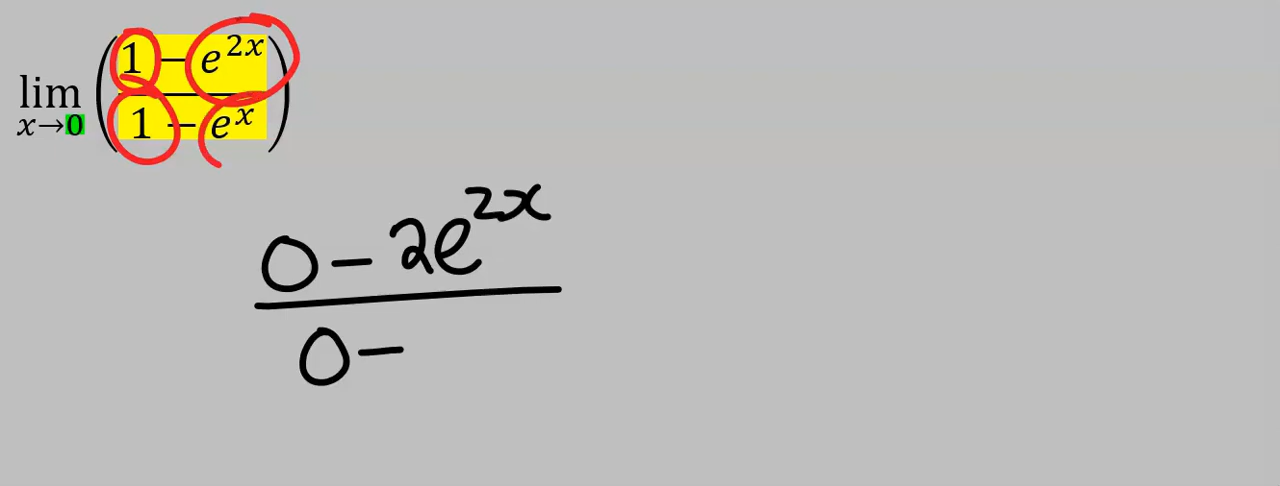 lim x→0 (1 − e^{2x} / 1 − e^x)
0 − 2e^{2x}
0 −